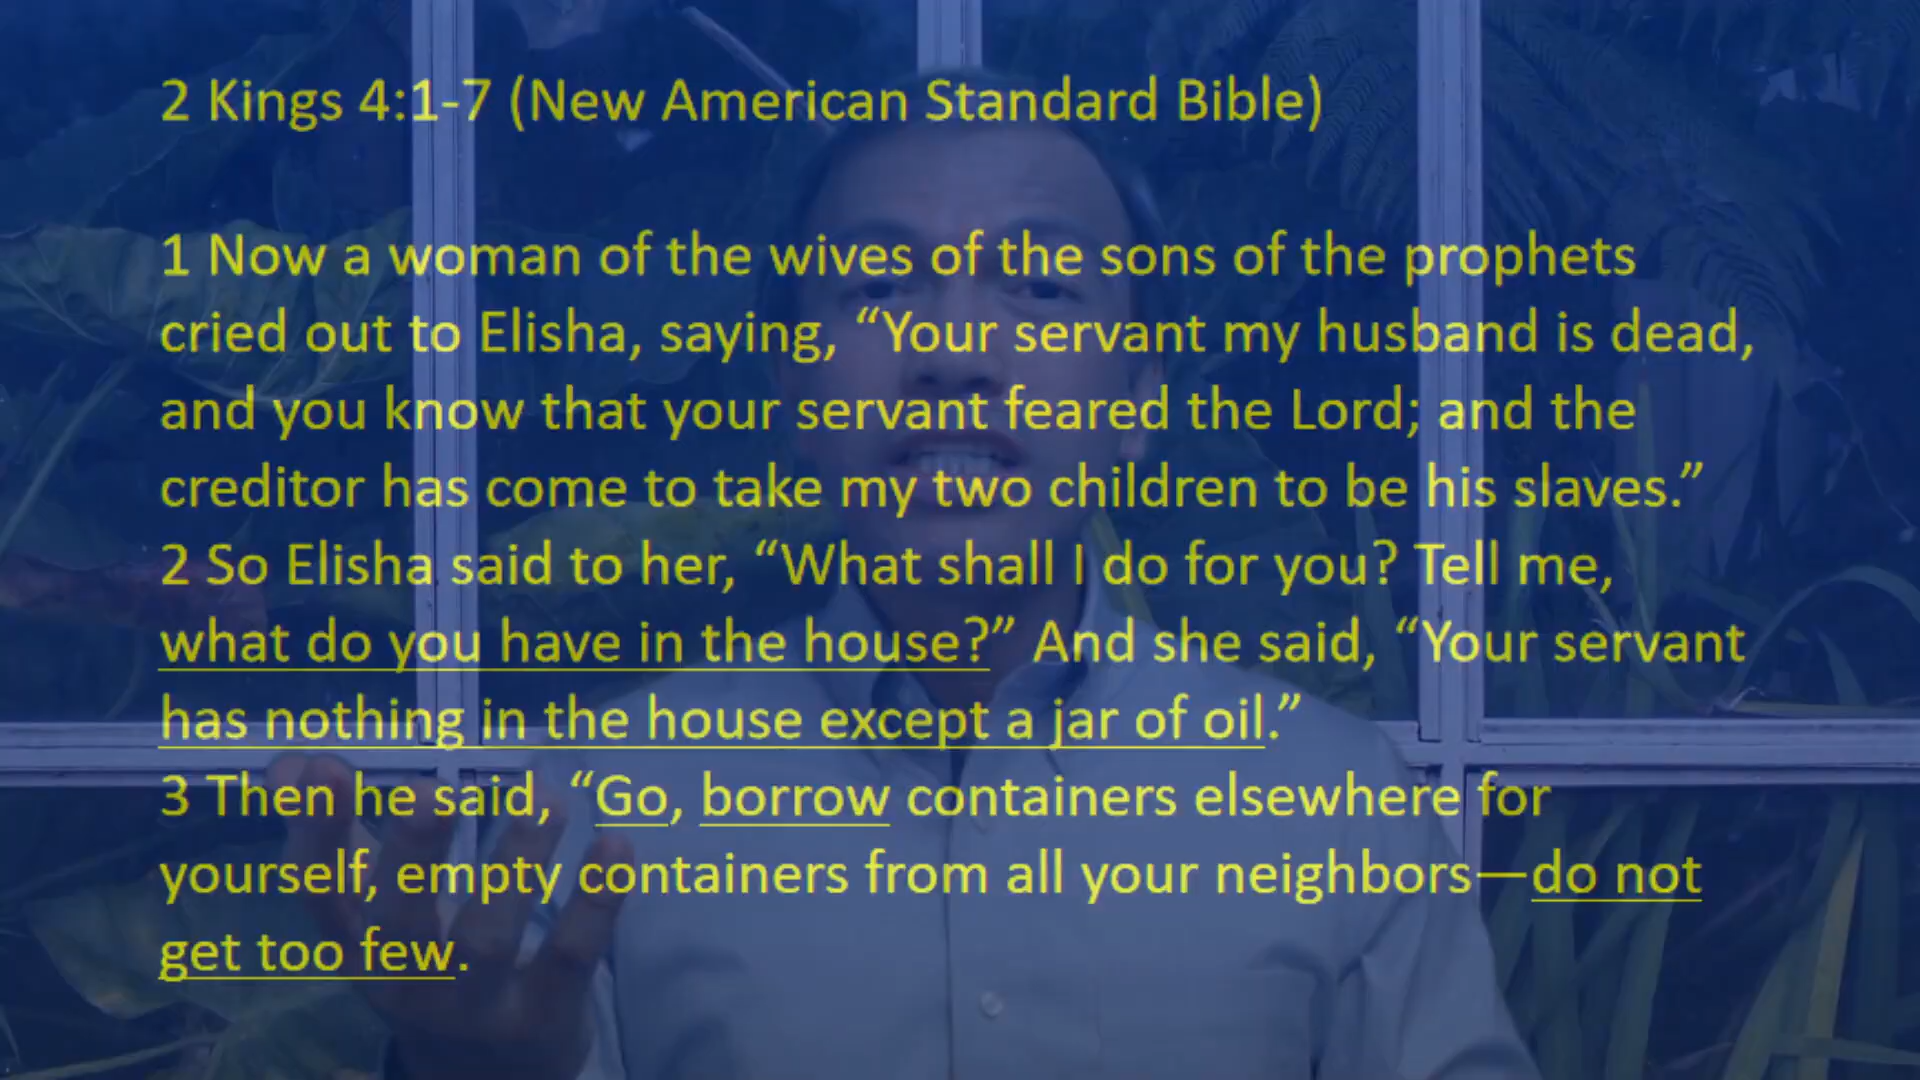 2 Kings 4:1-7 (New American Standard Bible)
1 Now a woman of the wives of the sons of the prophets
cried out to Elisha, saying, “Your servant my husband is dead,
and you know that your servant feared the Lord; and the
creditor has come to take my two children to be his slaves.”
2 So Elisha said to her, “What shall I do for you? Tell me,
what do you have in the house?” And she said, “Your servant
has nothing in the house except a jar of oil.”
3 Then he said, “Go, borrow containers elsewhere for
yourself, empty containers from all your neighbors—do not
get too few.